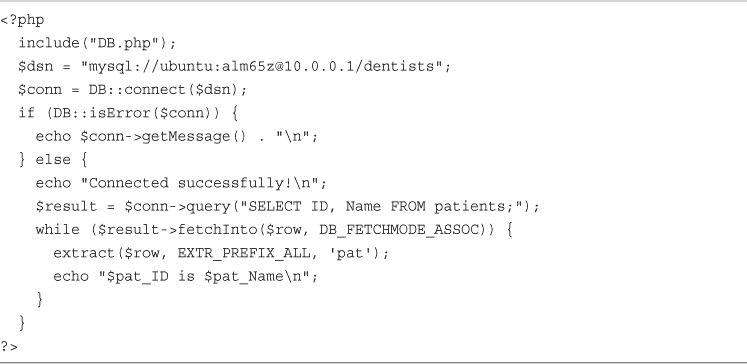 <?php
  include("DB.php");
  $dsn = "mysql://ubuntu:alm65z@10.0.0.1/dentists";
  $conn = DB::connect($dsn);
  if (DB::isError($conn)) {
    echo $conn->getMessage() . "\n";
  } else {
    echo "Connected successfully!\n";
    $result = $conn->query("SELECT ID, Name FROM patients;");
    while ($result->fetchInto($row, DB_FETCHMODE_ASSOC)) {
      extract($row, EXTR_PREFIX_ALL, 'pat');
      echo "$pat_ID is $pat_Name\n";
    }
  }
?>